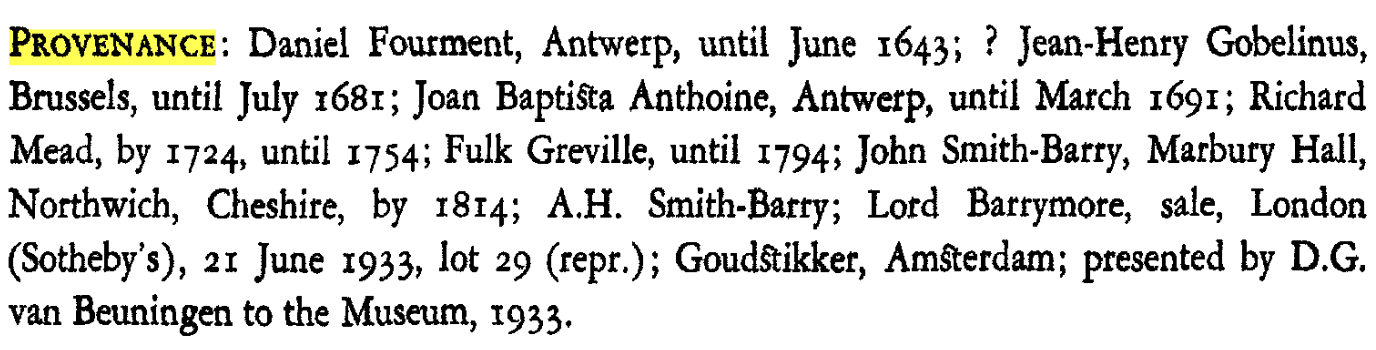 PROVENANCE: Daniel Fourment, Antwerp, until June 1643; ? Jean-Henry Gobelinus,
Brussels, until July 1681; Joan Baptista Anthoine, Antwerp, until March 1691; Richard
Mead, by 1724, until 1754; Fulk Greville, until 1794; John Smith-Barry, Marbury Hall,
Northwich, Cheshire, by 1814; A.H. Smith-Barry; Lord Barrymore, sale, London
(Sotheby's), 21 June 1933, lot 29 (repr.); Goudstikker, Amsterdam; presented by D.G.
van Beuningen to the Museum, 1933.